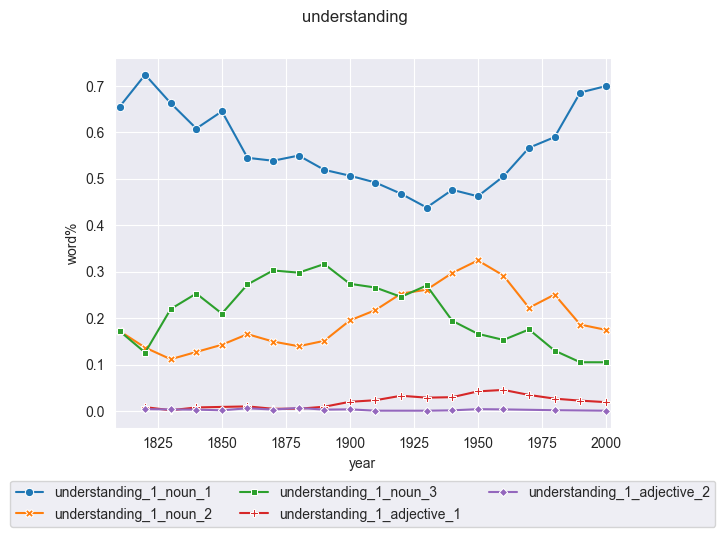 understanding
0.7
0.6
0.5
0.4
0.3
0.2
0.1
0.0
word%
1825 1850 1875 1900 1925 1950 1975 2000
year
understanding_1_noun_1 understanding_1_noun_3 understanding_1_adjective_2
understanding_1_noun_2 understanding_1_adjective_1